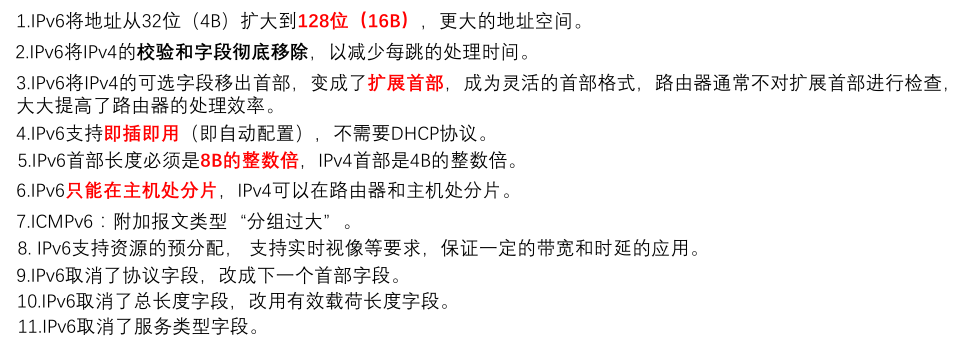 1.IPv6将地址从32位（4B）扩大到128位（16B），更大的地址空间。
2.IPv6将IPv4的校验和字段彻底移除，以减少每跳的处理时间。
3.IPv6将IPv4的可选字段移出首部，变成了扩展首部，成为灵活的首部格式，路由器通常不对扩展首部进行检查，
大大提高了路由器的处理效率。
4.IPv6支持即插即用（即自动配置），不需要DHCP协议。
5.IPv6首部长度必须是8B的整数倍，IPv4首部是4B的整数倍。
6.IPv6只能在主机处分片，IPv4可以在路由器和主机处分片。
7.ICMPv6：附加报文类型“分组过大”。
8. IPv6支持资源的预分配， 支持实时视像等要求，保证一定的带宽和时延的应用。
9.IPv6取消了协议字段，改成下一个首部字段。
10.IPv6取消了总长度字段，改用有效载荷长度字段。
11.IPv6取消了服务类型字段。